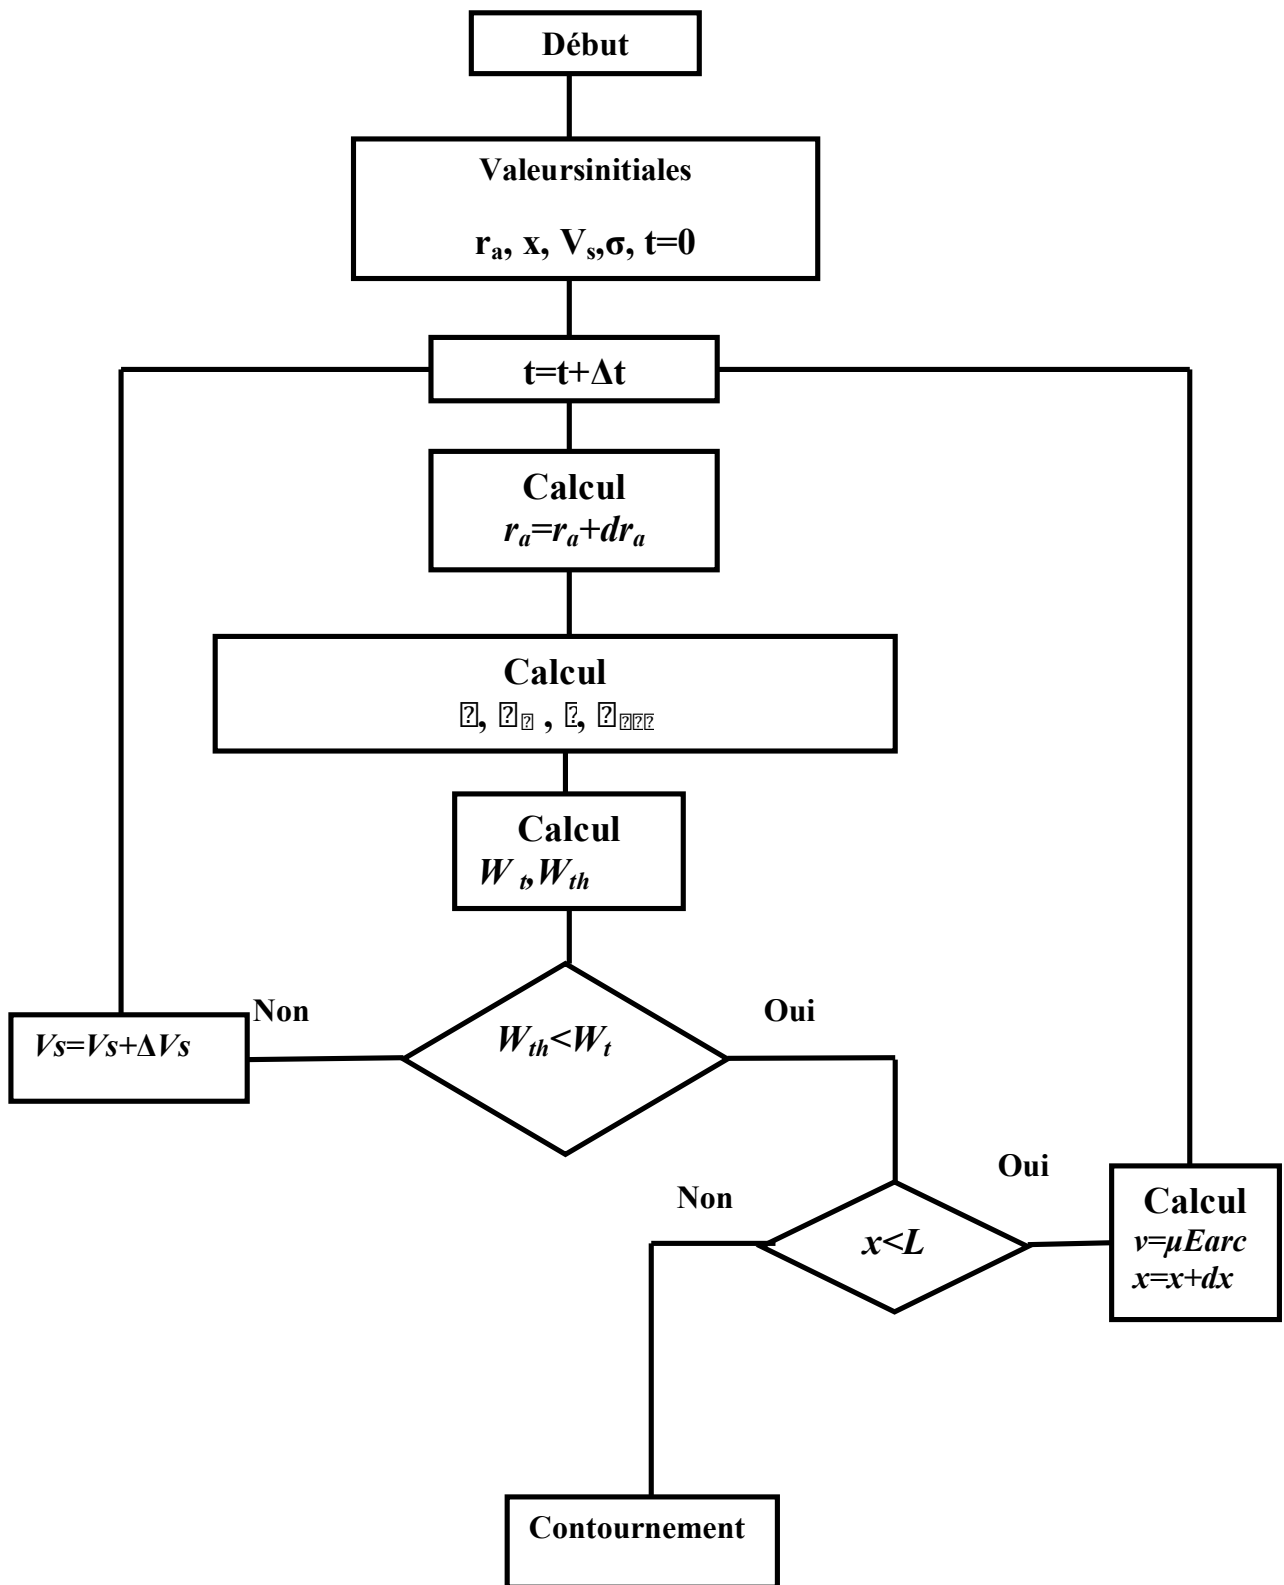 Début
Valeursinitiales
rₐ, x, Vₛ,σ, t=0
t=t+Δt
Calcul
rₐ=rₐ+drₐ
Calcul
Calcul
W t,Wth
Non
Oui
Vs=Vs+ΔVs
Wth<Wt
Oui
Non
Calcul
x<L
v=μEarc
x=x+dx
Contournement